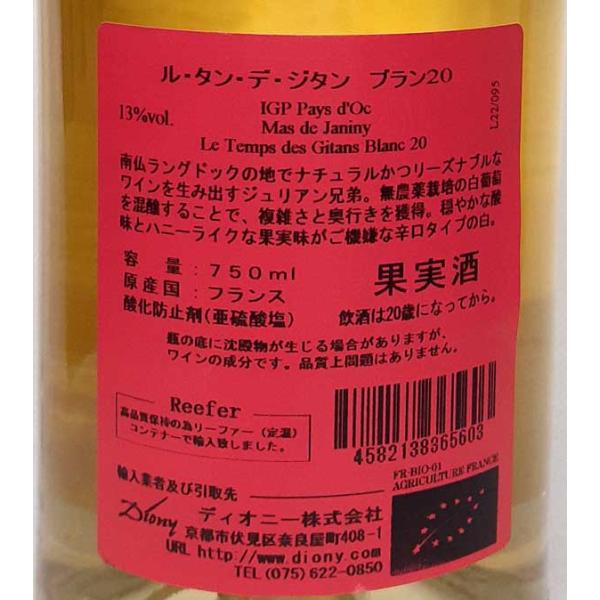 ル・タン・デ・ジタン ブラン20
13%vol.
IGP Pays d'Oc
Mas de Janiny
Le Temps des Gitans Blanc 20
L22/095
南仏ラングドックの地でナチュラルかつリーズナブルな
ワインを生み出すジュリアン兄弟。無農薬栽培の白葡萄
を混醸することで、複雑さと奥行きを獲得。穏やかな酸
味とハニーライクな果実味がご機嫌な辛口タイプの白。
容量:750ml
原産国:フランス
酸化防止剤(亜硫酸塩)
果実酒
飲酒は20歳になってから。
瓶の底に沈殿物が生じる場合がありますが、
ワインの成分です。品質上問題はありません。
Reefer
高品質保持の為リーファー(定温)
コンテナーで輸入致しました。
4582138365603
FR-BIO-01
AGRICULTURE FRANCE
輸入業者及び引取先
Diony
ディオニー株式会社
京都市伏見区奈良屋町408-1
URL http://www.diony.com
TEL (075) 622-0850